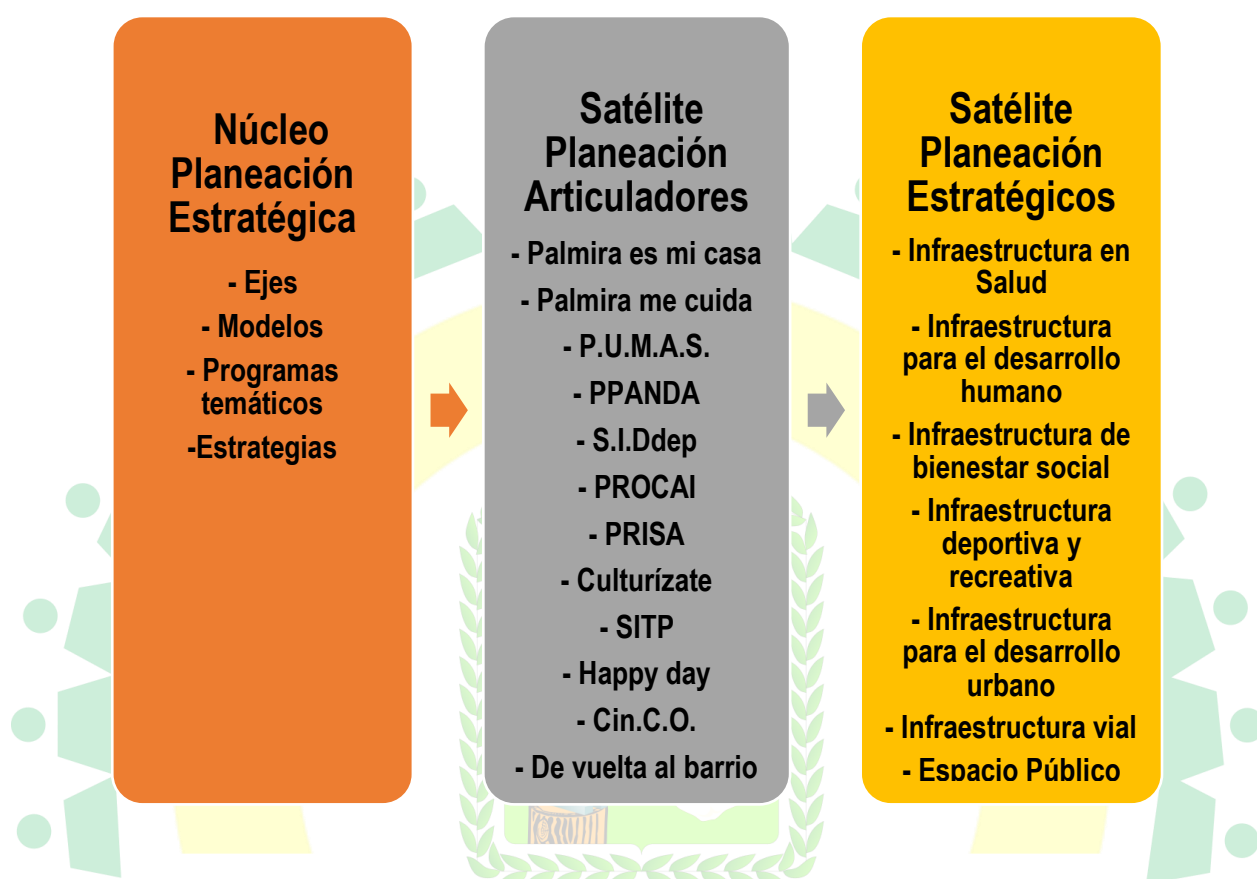 Núcleo
Planeación
Estratégica
- Ejes
- Modelos
- Programas
temáticos
-Estrategias
Satélite
Planeación
Articuladores
- Palmira es mi casa
- Palmira me cuida
- P.U.M.A.S.
- PPANDA
- S.I.Ddep
- PROCAI
- PRISA
- Culturízate
- SITP
- Happy day
- Cin.C.O.
- De vuelta al barrio
Satélite
Planeación
Estratégicos
- Infraestructura en
Salud
- Infraestructura
para el desarrollo
humano
- Infraestructura de
bienestar social
- Infraestructura
deportiva y
recreativa
- Infraestructura
para el desarrollo
urbano
- Infraestructura vial
- Espacio Público